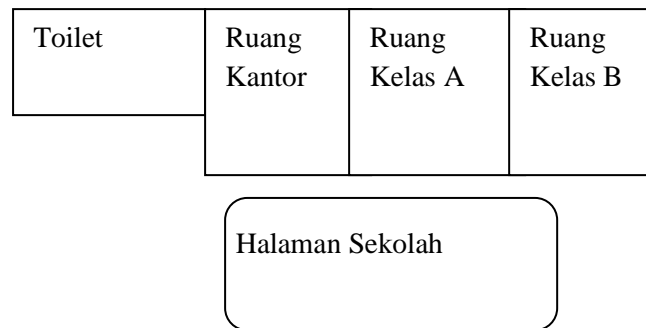 Toilet
Ruang
Kantor
Ruang
Kelas A
Ruang
Kelas B
Halaman Sekolah